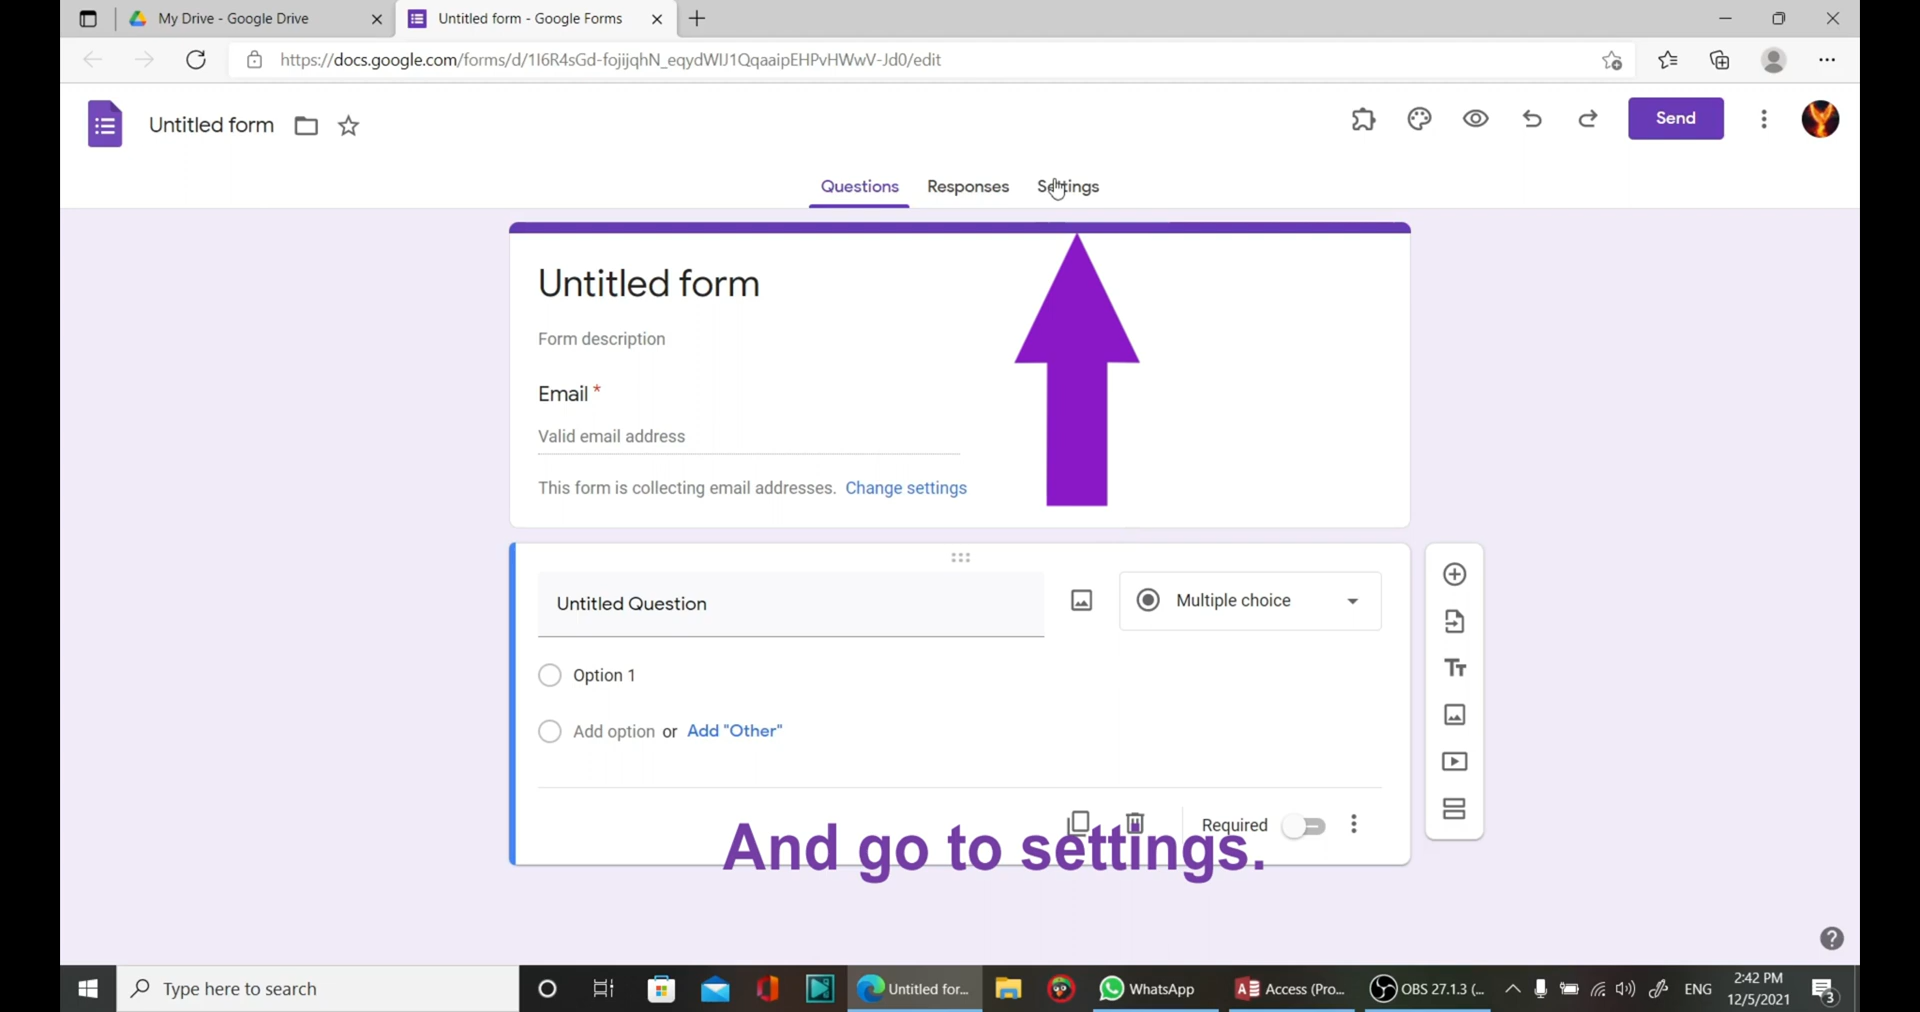 My Drive - Google Drive
Untitled form - Google Forms
https://docs.google.com/forms/d/1I6R4sGd-fojijqhN_eqydWIJ1QqaaipEHPvHWwV-Jd0/edit
Untitled form
Send
Questions
Responses
Settings
Untitled form
Form description
Email *
Valid email address
This form is collecting email addresses. Change settings
Untitled Question
Multiple choice
Option 1
Add option or Add "Other"
Required
And go to settings.
Type here to search
Untitled for...
WhatsApp
Access (Pro...
OBS 27.1.3 (...
ENG
2:42 PM
12/5/2021
3